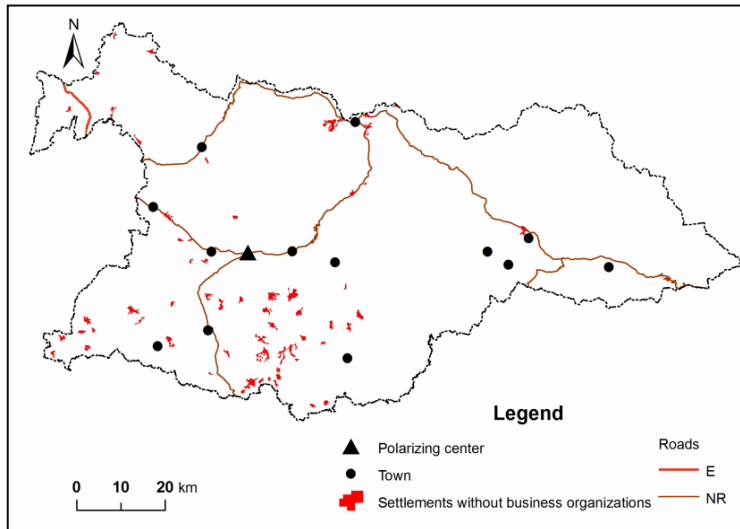 N
Legend
Polarizing center
Town
Settlements without business organizations
Roads
E
NR
0 10 20 km